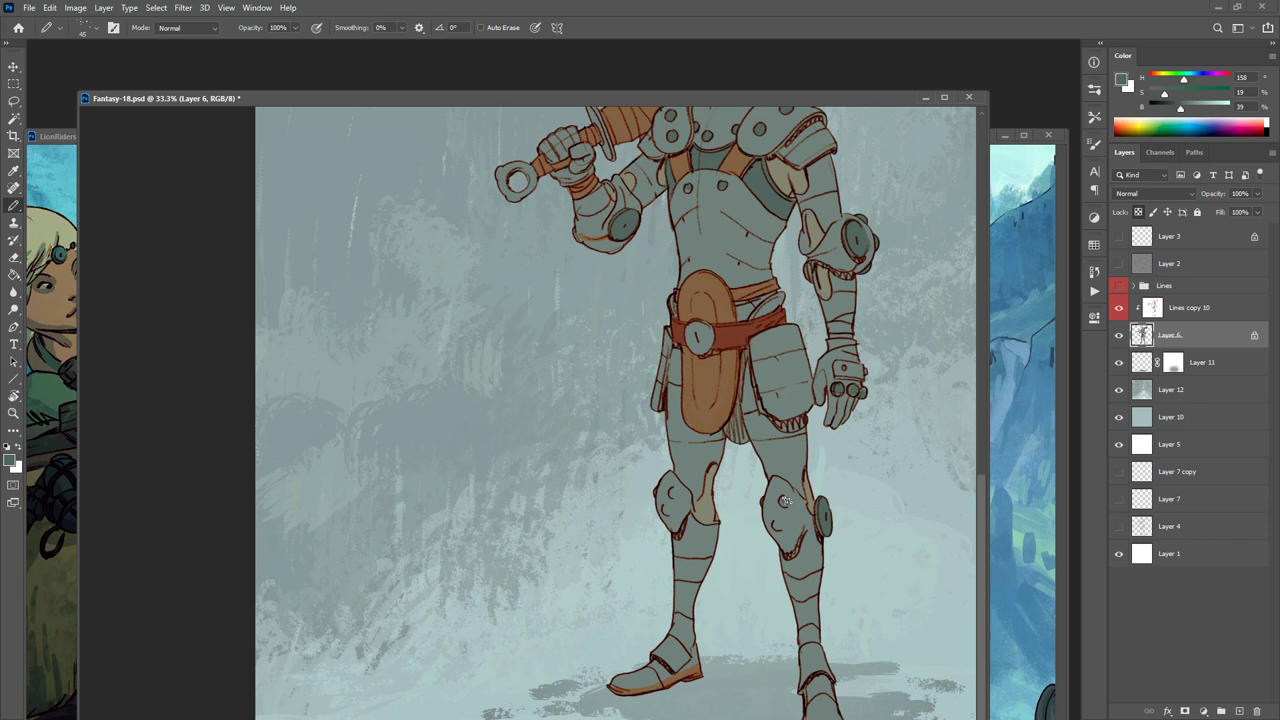 File Edit Image Layer Type Select Filter 3D View Window Help
45 Mode: Normal Opacity: 100% Smoothing: 0% 0° Auto Erase
Color
Fantasy-18.psd @ 33.3% (Layer 6, RGB/8) *
LionRiders
H 158 °
S 19 %
B 39 %
Layers Channels Paths
Kind
Normal Opacity: 100%
Lock: Fill: 100%
Layer 3
Layer 2
Lines
Lines copy 10
Layer 6
Layer 11
Layer 12
Layer 10
Layer 5
Layer 7 copy
Layer 7
Layer 4
Layer 1